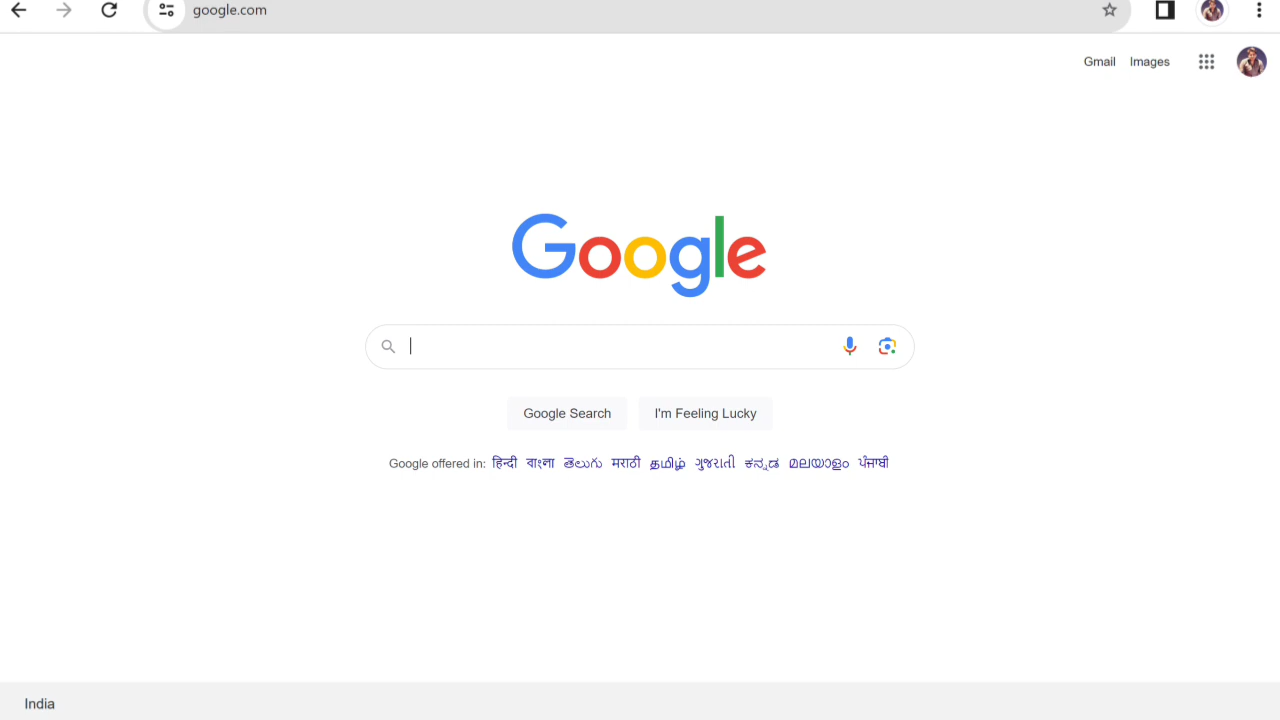 google.com
Gmail Images
Google
Google Search I'm Feeling Lucky
Google offered in: हिन्दी বাংলা తెలుగు मराठी தமிழ் ગુજરાતી ಕನ್ನಡ മലയാളം ਪੰਜਾਬੀ
India